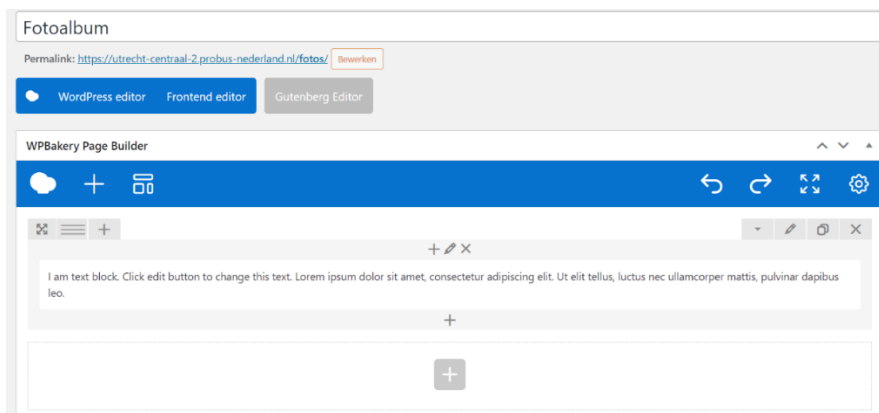 Fotoalbum
Permalink: https://utrecht-centraal-2.probus-nederland.nl/fotos/ Bewerken
WordPress editor Frontend editor Gutenberg Editor
WPBakery Page Builder
I am text block. Click edit button to change this text. Lorem ipsum dolor sit amet, consectetur adipiscing elit. Ut elit tellus, luctus nec ullamcorper mattis, pulvinar dapibus
leo.